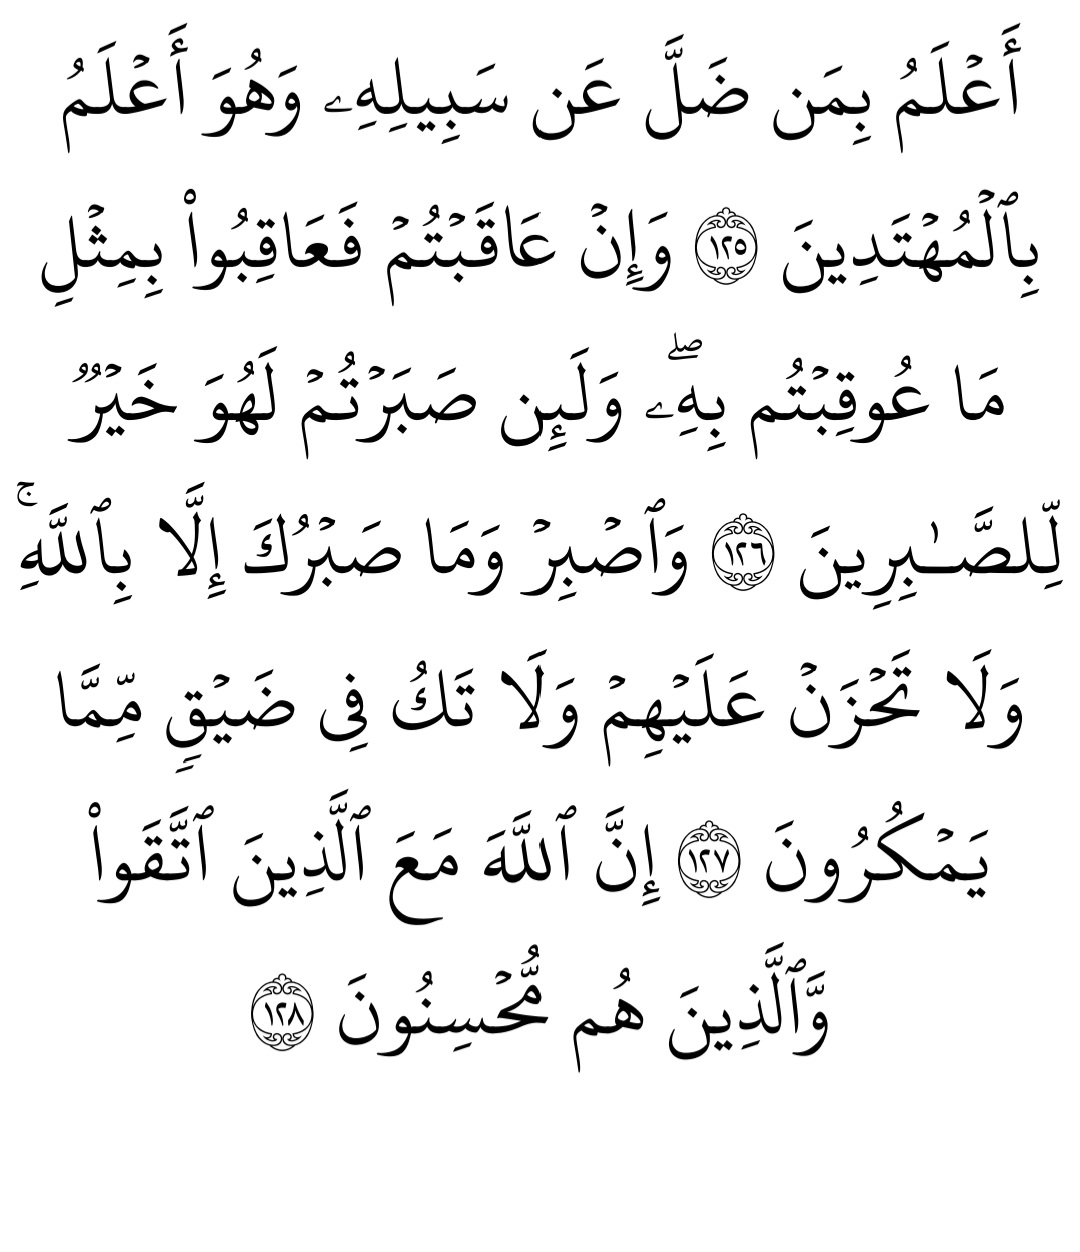 أَعۡلَمُ بِمَن ضَلَّ عَن سَبِيلِهِۦ وَهُوَ أَعۡلَمُ
بِٱلۡمُهۡتَدِينَ ١٢٥ وَإِنۡ عَاقَبۡتُمۡ فَعَاقِبُواْ بِمِثۡلِ
مَا عُوقِبۡتُم بِهِۦۖ وَلَئِن صَبَرۡتُمۡ لَهُوَ خَيۡرٞ
لِّلصَّـٰبِرِينَ ١٢٦ وَٱصۡبِرۡ وَمَا صَبۡرُكَ إِلَّا بِٱللَّهِۚ
وَلَا تَحۡزَنۡ عَلَيۡهِمۡ وَلَا تَكُ فِى ضَيۡقٖ مِّمَّا
يَمۡكُرُونَ ١٢٧ إِنَّ ٱللَّهَ مَعَ ٱلَّذِينَ ٱتَّقَواْ
وَّٱلَّذِينَ هُم مُّحۡسِنُونَ ١٢٨